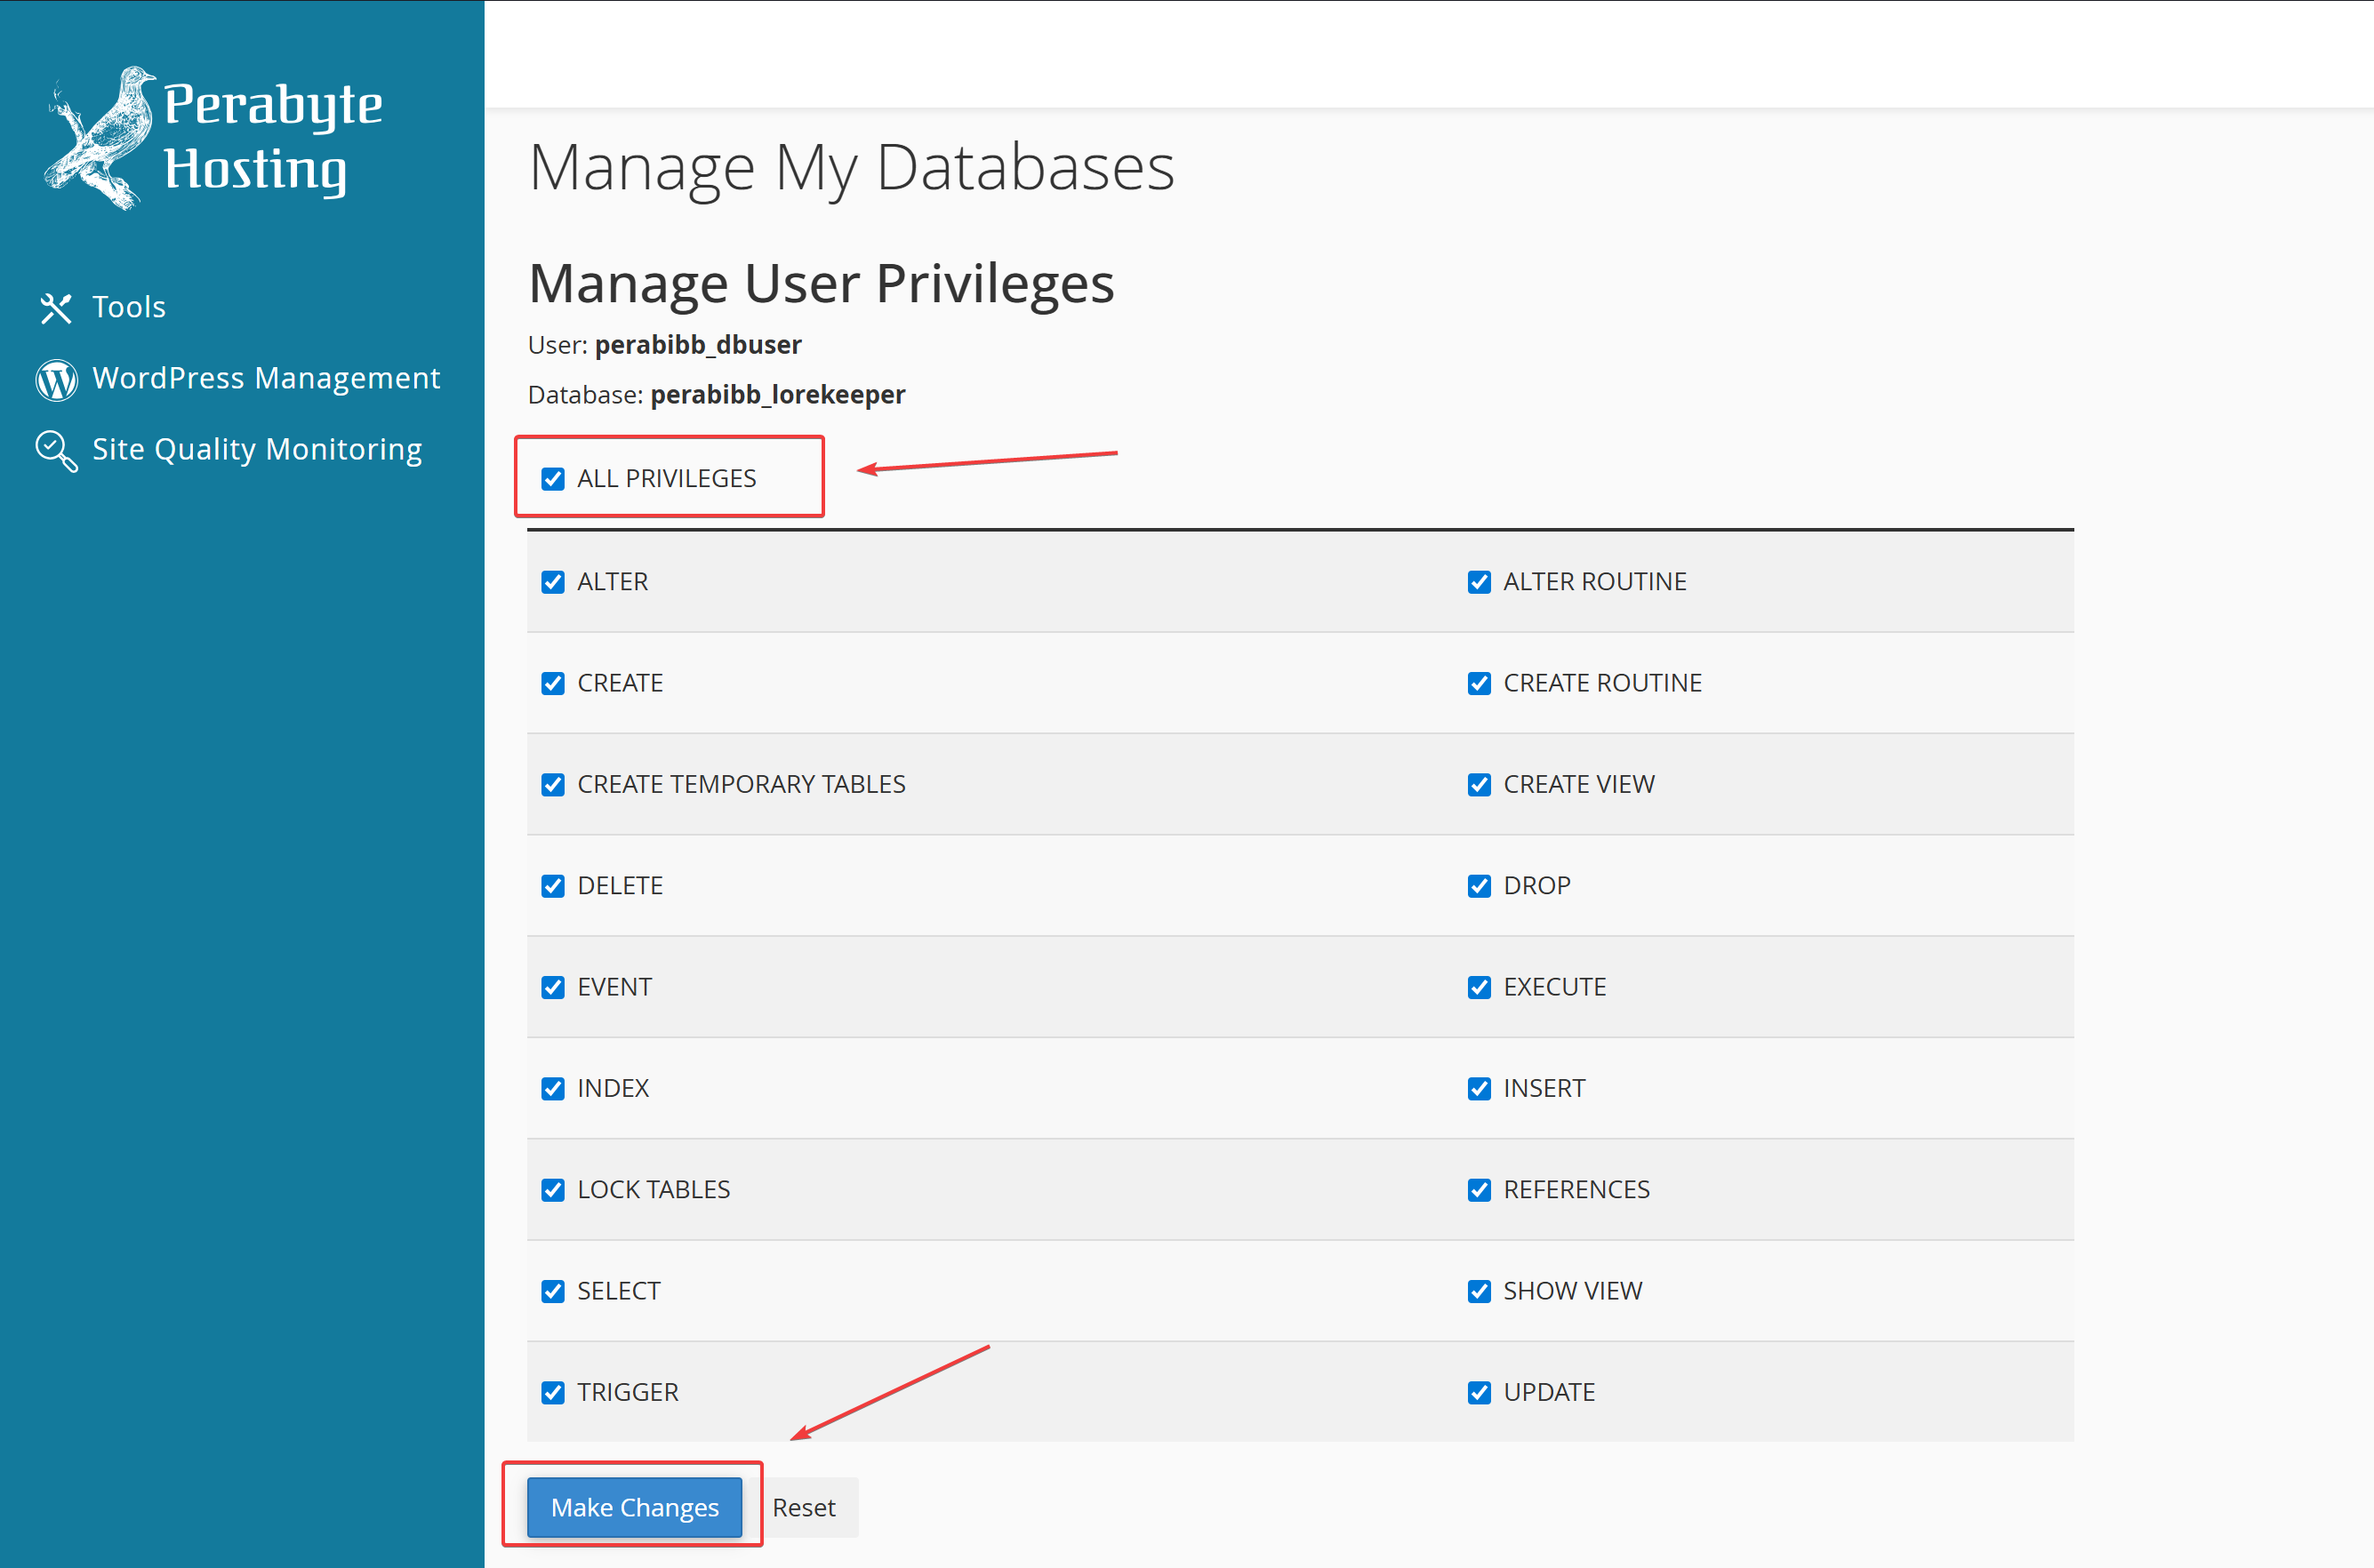 Perabyte
Hosting
Tools
WordPress Management
Site Quality Monitoring
Manage My Databases
Manage User Privileges
User: perabibb_dbuser
Database: perabibb_lorekeeper
ALL PRIVILEGES
ALTER
ALTER ROUTINE
CREATE
CREATE ROUTINE
CREATE TEMPORARY TABLES
CREATE VIEW
DELETE
DROP
EVENT
EXECUTE
INDEX
INSERT
LOCK TABLES
REFERENCES
SELECT
SHOW VIEW
TRIGGER
UPDATE
Make Changes
Reset